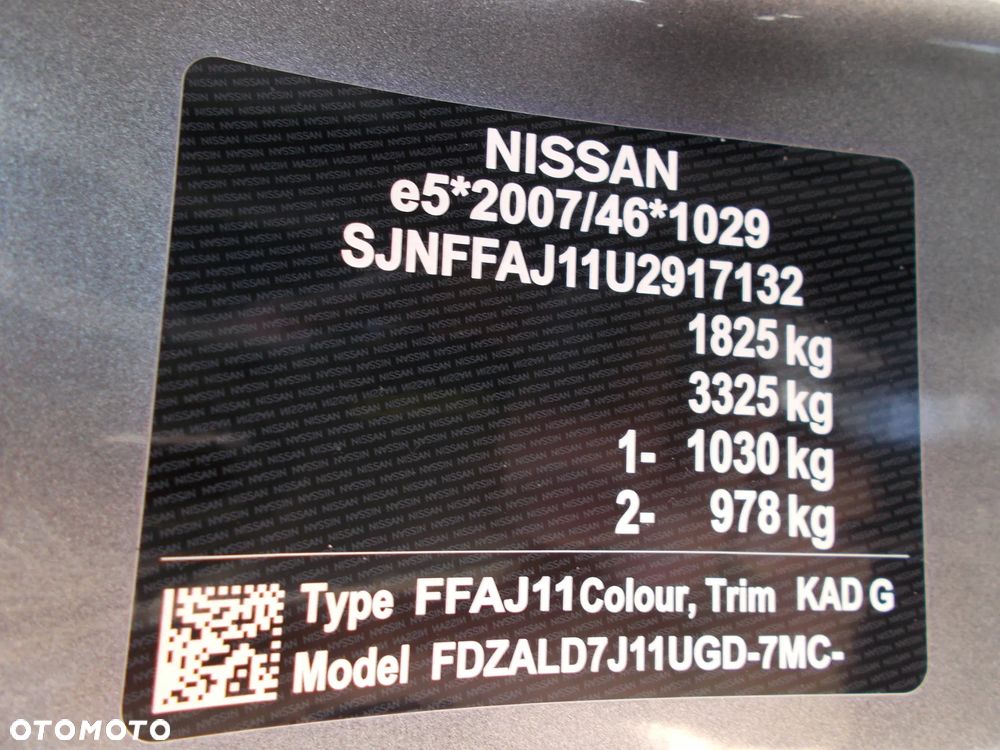 NISSAN
e5*2007/46*1029
SJNFFAJ11U2917132
1825 kg
3325 kg
1- 1030 kg
2- 978 kg
Type FFAJ11 Colour, Trim KAD G
Model FDZALD7J11UGD-7MC-
OTOMOTO